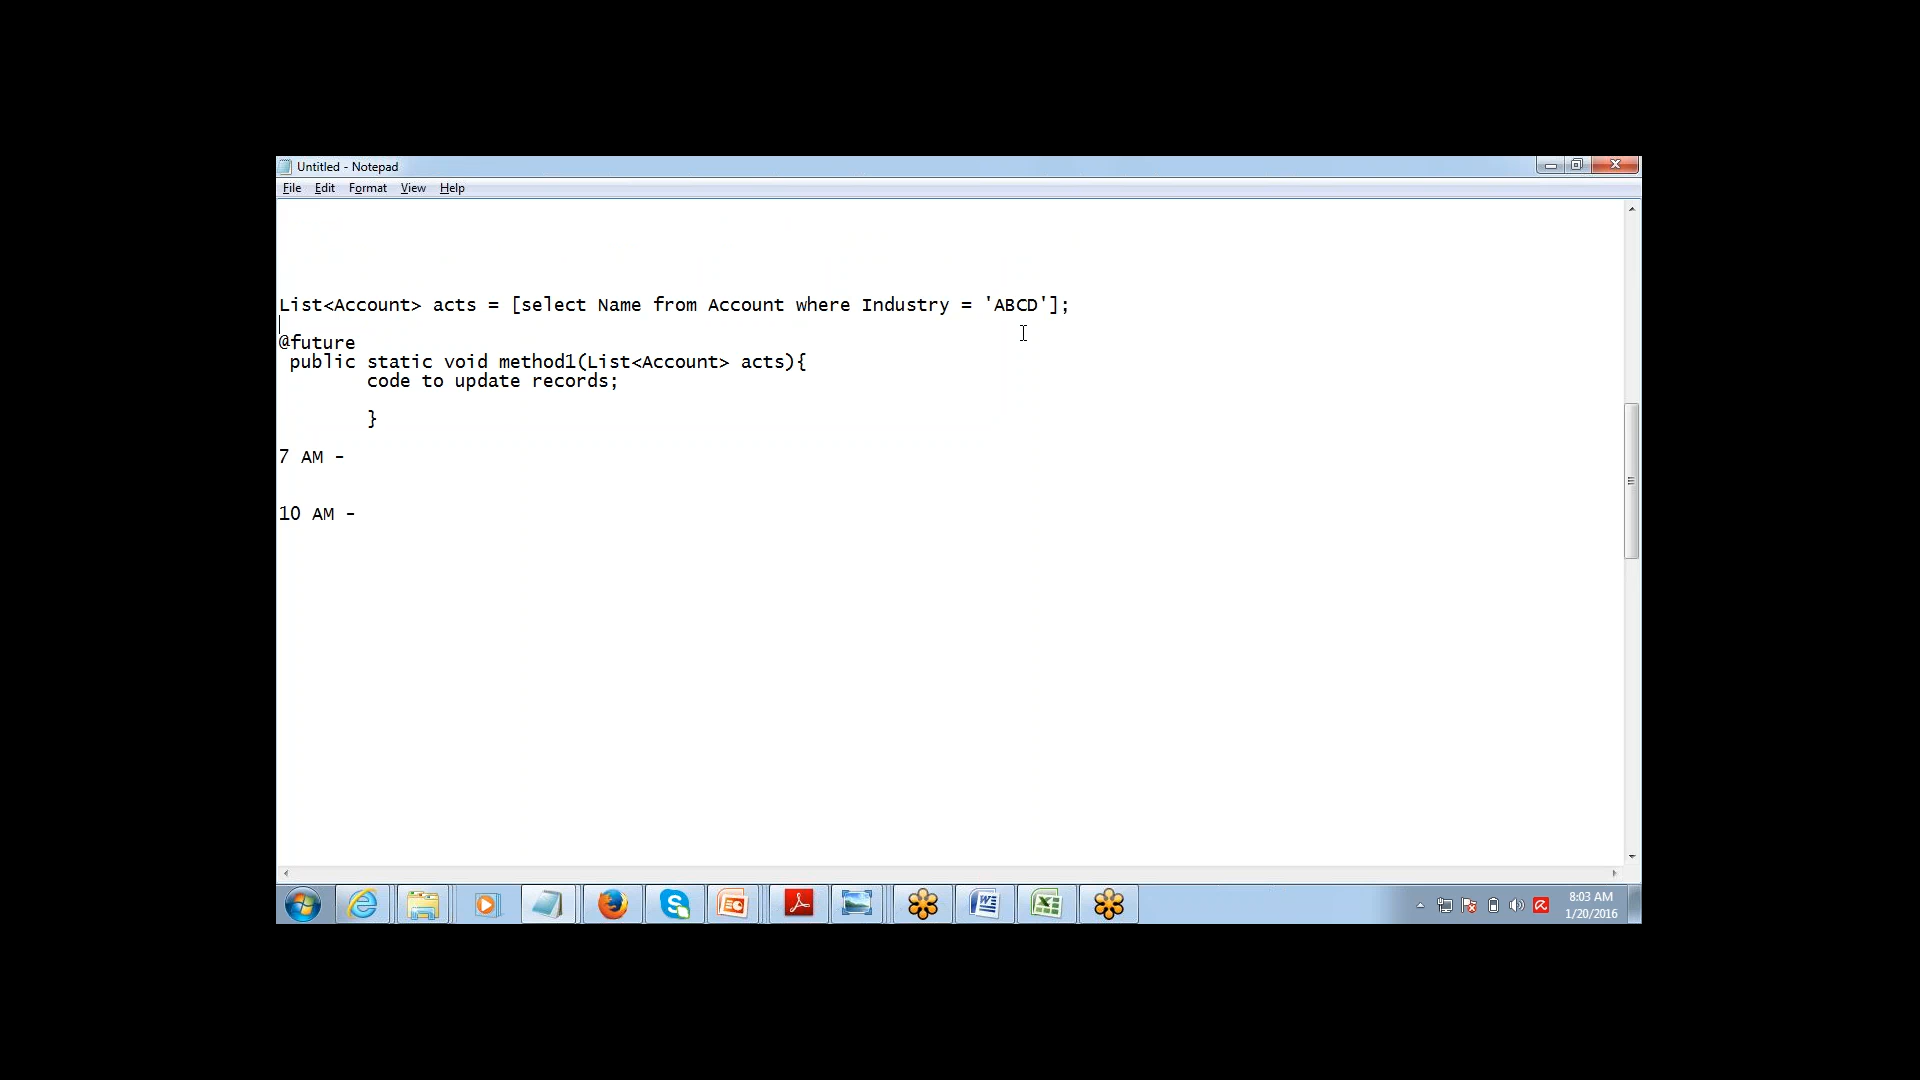 Untitled - Notepad
File Edit Format View Help
List<Account> acts = [select Name from Account where Industry = 'ABCD'];
@future
public static void method1(List<Account> acts){
code to update records;
}
7 AM -
10 AM -
8:03 AM
1/20/2016